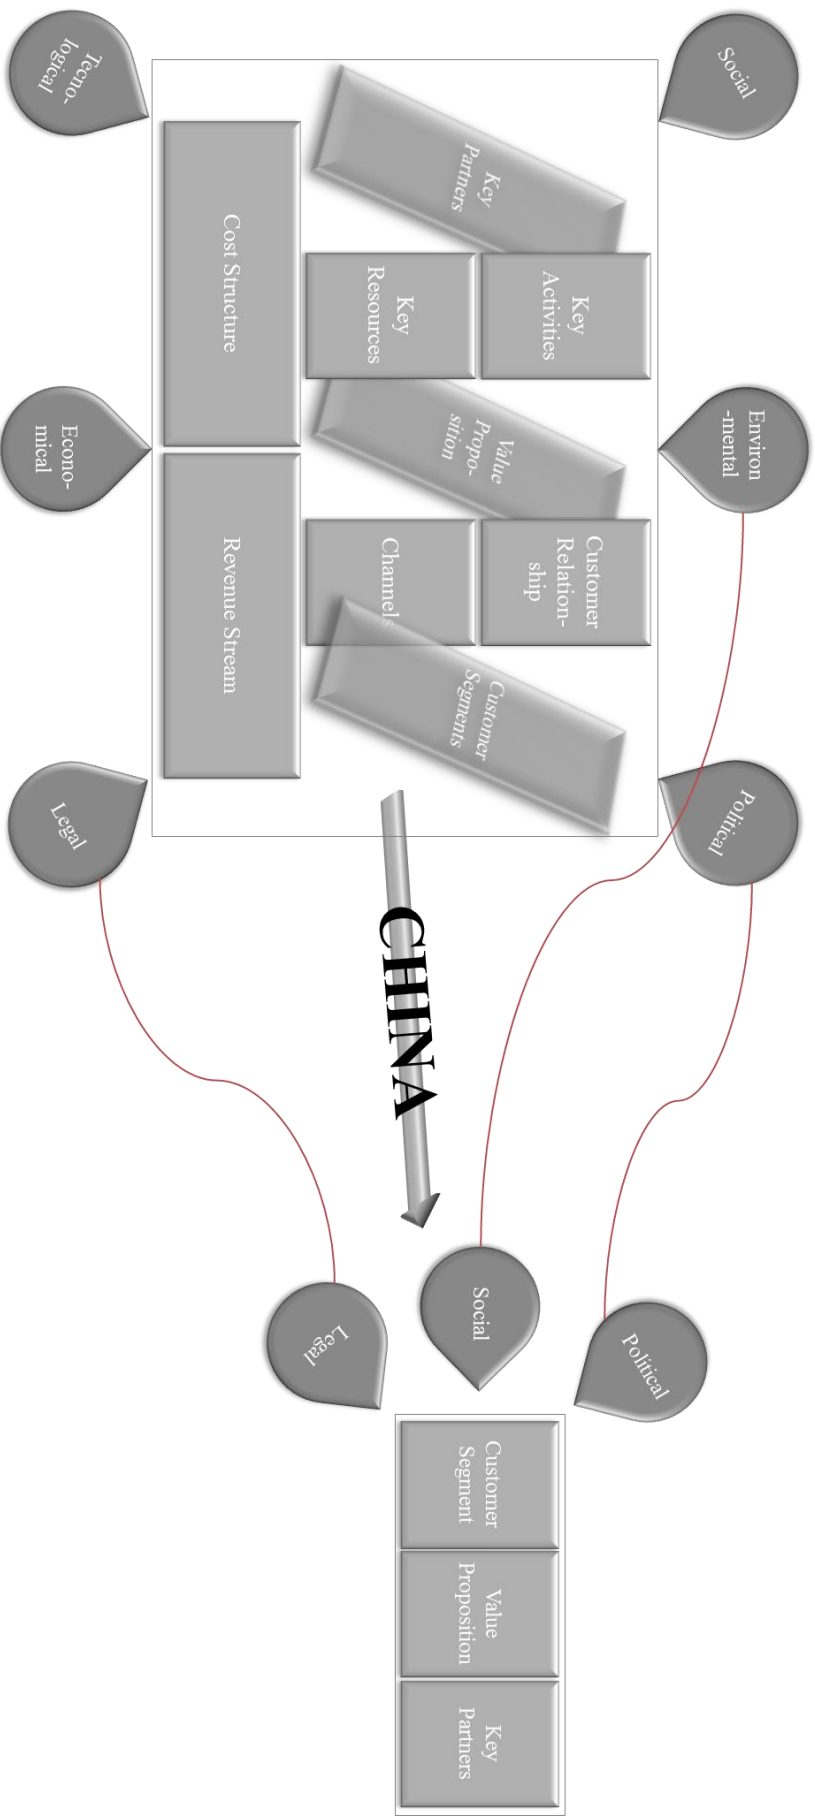 Social
Environ
-mental
Political
Key
Partners
Key
Activities
Key
Resources
Value
Propo-
sition
Customer
Relation-
ship
Channels
Customer
Segments
Cost Structure
Revenue Stream
Tecno-
logical
Econo-
mical
Legal
CHINA
Political
Social
Legal
Customer
Segment
Value
Proposition
Key
Partners